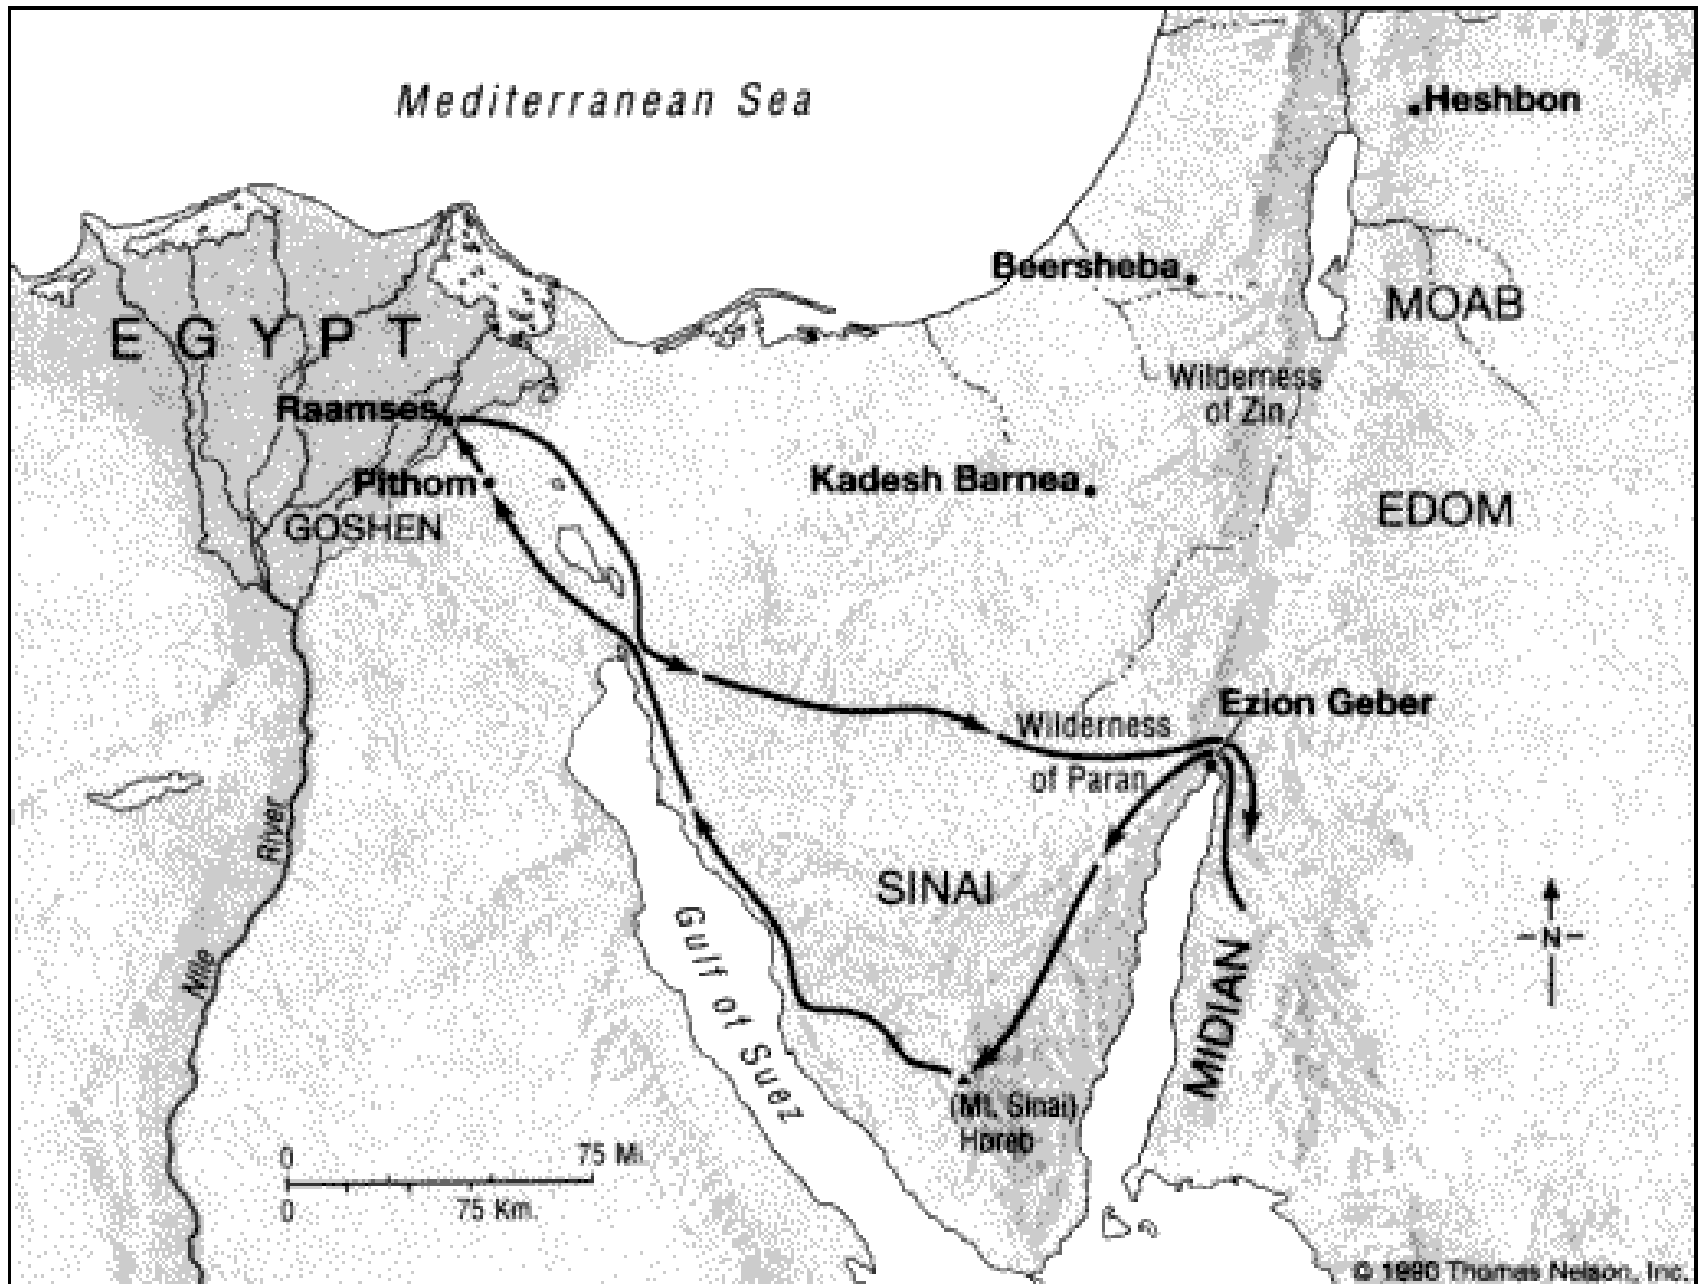 Mediterranean Sea
Heshbon
Beersheba
MOAB
EGYPT
Wilderness
of Zin
Raamses
Pithom
Kadesh Barnea
GOSHEN
EDOM
Ezion Geber
Wilderness
of Paran
River
Nile
SINAI
Gulf of Suez
N
MIDIAN
(Mt. Sinai)
Horeb
0 75 Mi.
0 75 Km.
© 1990 Thomas Nelson, Inc.